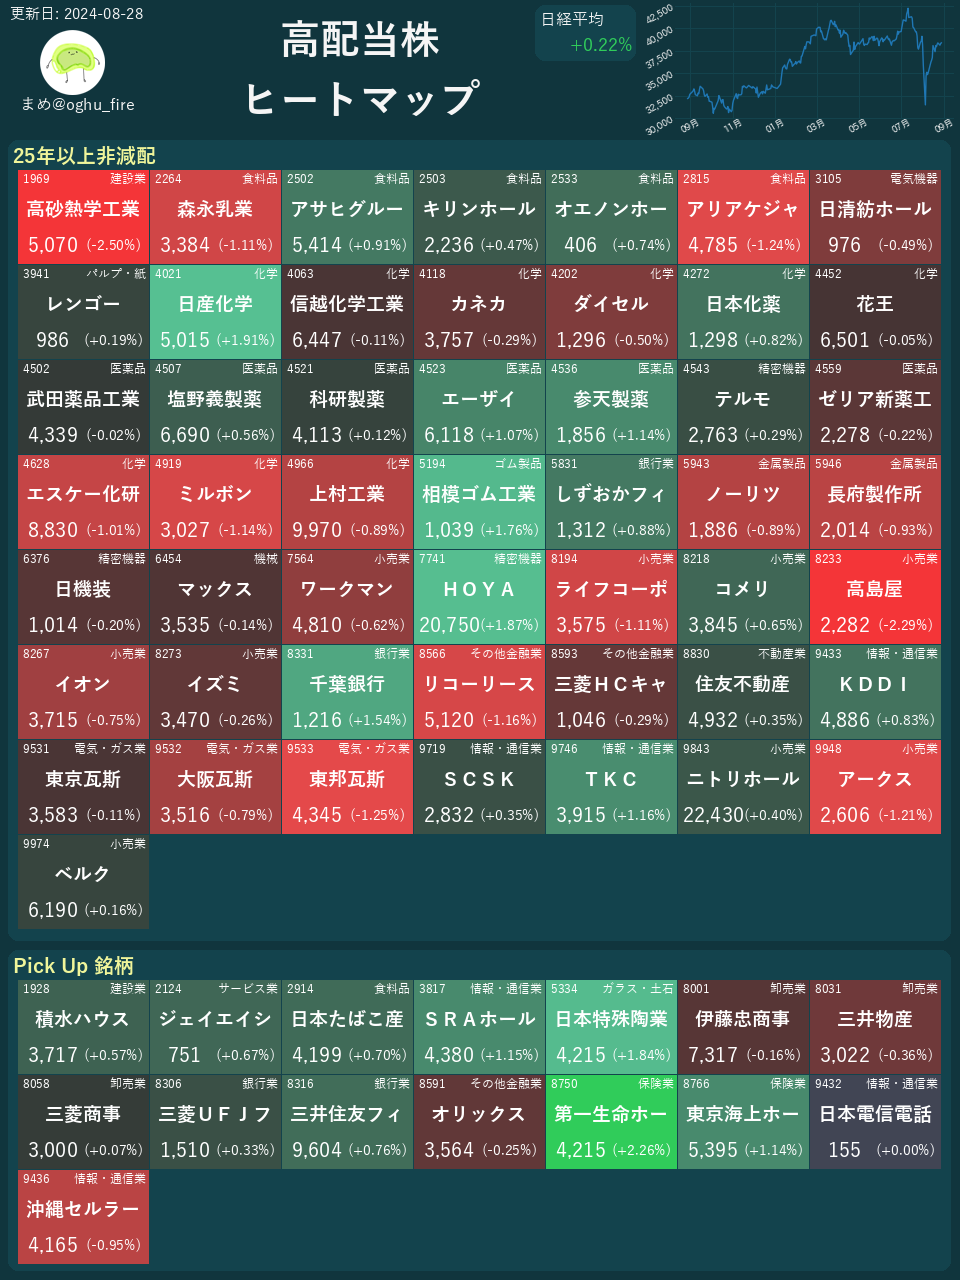 更新日: 2024-08-28
まめ@oghu_fire
高配当株
ヒートマップ
日経平均
+0.22%
42,500
40,000
37,500
35,000
32,500
30,000
09月 11月 01月 03月 05月 07月 09月
25年以上非減配
1969 建設業 2264 食料品 2502 食料品 2503 食料品 2533 食料品 2815 食料品 3105 電気機器
高砂熱学工業 森永乳業 アサヒグルー キリンホール オエノンホー アリアケジャ 日清紡ホール
5,070 (-2.50%) 3,384 (-1.11%) 5,414 (+0.91%) 2,236 (+0.47%) 406 (+0.74%) 4,785 (-1.24%) 976 (-0.49%)
3941 パルプ・紙 4021 化学 4063 化学 4118 化学 4202 化学 4272 化学 4452 化学
レンゴー 日産化学 信越化学工業 カネカ ダイセル 日本化薬 花王
986 (+0.19%) 5,015 (+1.91%) 6,447 (-0.11%) 3,757 (-0.29%) 1,296 (-0.50%) 1,298 (+0.82%) 6,501 (-0.05%)
4502 医薬品 4507 医薬品 4521 医薬品 4523 医薬品 4536 医薬品 4543 精密機器 4559 医薬品
武田薬品工業 塩野義製薬 科研製薬 エーザイ 参天製薬 テルモ ゼリア新薬工
4,339 (-0.02%) 6,690 (+0.56%) 4,113 (+0.12%) 6,118 (+1.07%) 1,856 (+1.14%) 2,763 (+0.29%) 2,278 (-0.22%)
4628 化学 4919 化学 4966 化学 5194 ゴム製品 5831 銀行業 5943 金属製品 5946 金属製品
エスケー化研 ミルボン 上村工業 相模ゴム工業 しずおかフィ ノーリツ 長府製作所
8,830 (-1.01%) 3,027 (-1.14%) 9,970 (-0.89%) 1,039 (+1.76%) 1,312 (+0.88%) 1,886 (-0.89%) 2,014 (-0.93%)
6376 精密機器 6454 機械 7564 小売業 7741 精密機器 8194 小売業 8218 小売業 8233 小売業
日機装 マックス ワークマン ＨＯＹＡ ライフコーポ コメリ 高島屋
1,014 (-0.20%) 3,535 (-0.14%) 4,810 (-0.62%) 20,750(+1.87%) 3,575 (-1.11%) 3,845 (+0.65%) 2,282 (-2.29%)
8267 小売業 8273 小売業 8331 銀行業 8566 その他金融業 8593 その他金融業 8830 不動産業 9433 情報・通信業
イオン イズミ 千葉銀行 リコーリース 三菱ＨＣキャ 住友不動産 ＫＤＤＩ
3,715 (-0.75%) 3,470 (-0.26%) 1,216 (+1.54%) 5,120 (-1.16%) 1,046 (-0.29%) 4,932 (+0.35%) 4,886 (+0.83%)
9531 電気・ガス業 9532 電気・ガス業 9533 電気・ガス業 9719 情報・通信業 9746 情報・通信業 9843 小売業 9948 小売業
東京瓦斯 大阪瓦斯 東邦瓦斯 ＳＣＳＫ ＴＫＣ ニトリホール アークス
3,583 (-0.11%) 3,516 (-0.79%) 4,345 (-1.25%) 2,832 (+0.35%) 3,915 (+1.16%) 22,430(+0.40%) 2,606 (-1.21%)
9974 小売業
ベルク
6,190 (+0.16%)
Pick Up 銘柄
1928 建設業 2124 サービス業 2914 食料品 3817 情報・通信業 5334 ガラス・土石 8001 卸売業 8031 卸売業
積水ハウス ジェイエイシ 日本たばこ産 ＳＲＡホール 日本特殊陶業 伊藤忠商事 三井物産
3,717 (+0.57%) 751 (+0.67%) 4,199 (+0.70%) 4,380 (+1.15%) 4,215 (+1.84%) 7,317 (-0.16%) 3,022 (-0.36%)
8058 卸売業 8306 銀行業 8316 銀行業 8591 その他金融業 8750 保険業 8766 保険業 9432 情報・通信業
三菱商事 三菱ＵＦＪフ 三井住友フィ オリックス 第一生命ホー 東京海上ホー 日本電信電話
3,000 (+0.07%) 1,510 (+0.33%) 9,604 (+0.76%) 3,564 (-0.25%) 4,215 (+2.26%) 5,395 (+1.14%) 155 (+0.00%)
9436 情報・通信業
沖縄セルラー
4,165 (-0.95%)